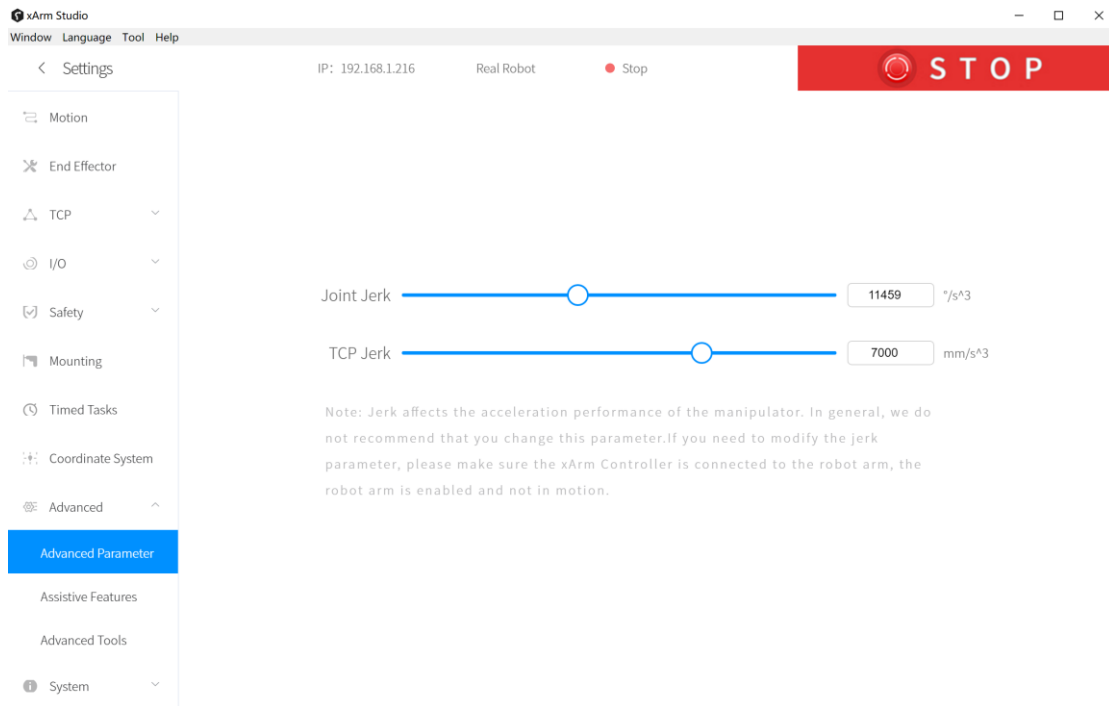 xArm Studio
Window Language Tool Help
Settings
IP: 192.168.1.216 Real Robot Stop
STOP
Motion
End Effector
TCP
I/O
Safety
Mounting
Timed Tasks
Coordinate System
Advanced
Advanced Parameter
Assistive Features
Advanced Tools
System
Joint Jerk 11459 °/s^3
TCP Jerk 7000 mm/s^3
Note: Jerk affects the acceleration performance of the manipulator. In general, we do
not recommend that you change this parameter.If you need to modify the jerk
parameter, please make sure the xArm Controller is connected to the robot arm, the
robot arm is enabled and not in motion.